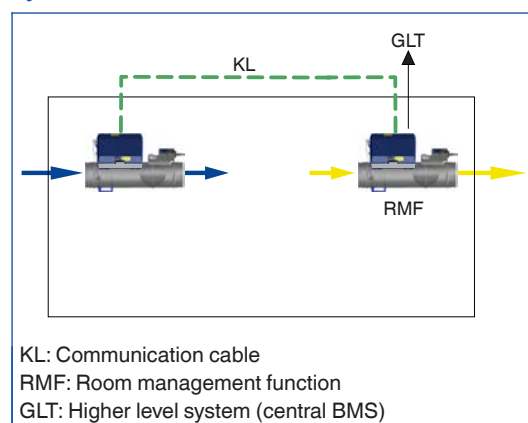 GLT
KL
RMF
KL: Communication cable
RMF: Room management function
GLT: Higher level system (central BMS)